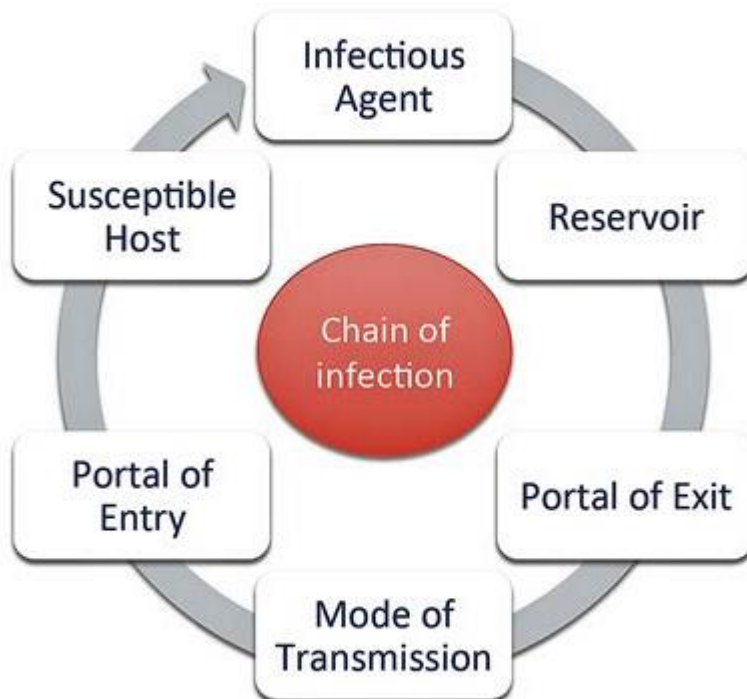 Infectious
Agent
Reservoir
Portal of Exit
Mode of
Transmission
Portal of
Entry
Susceptible
Host
Chain of
infection